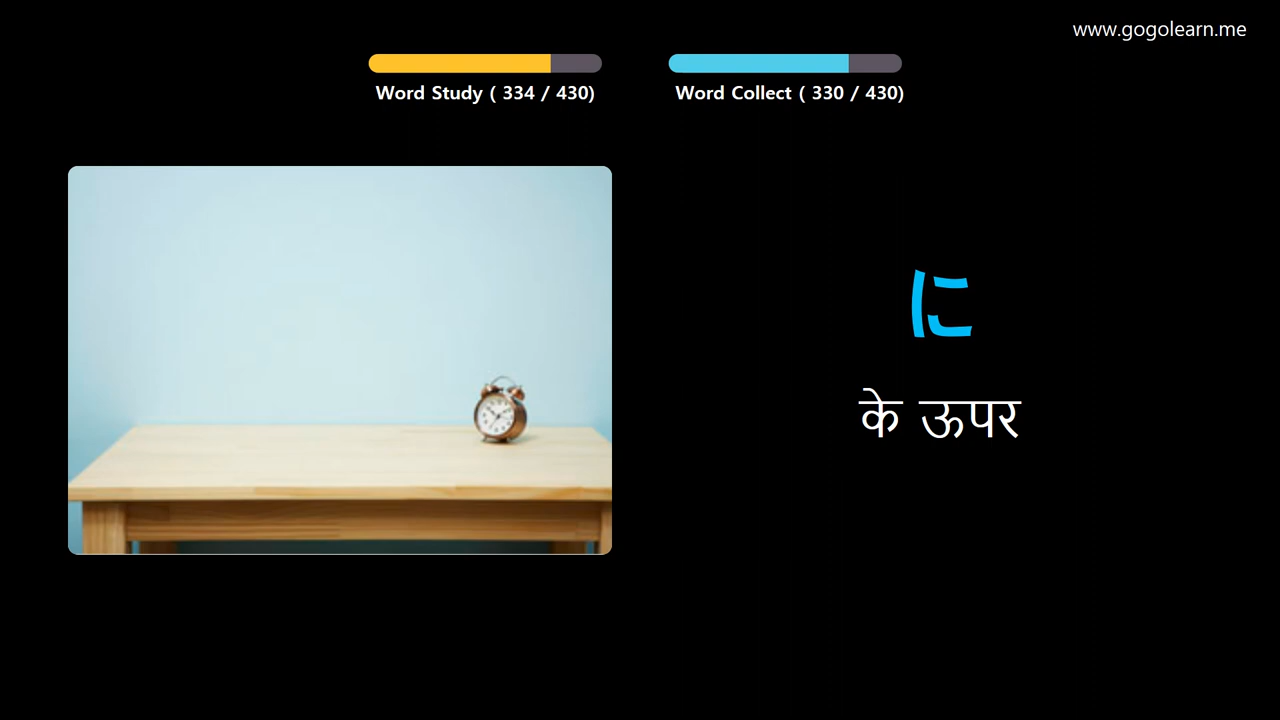 www.gogolearn.me
Word Study ( 334 / 430)
Word Collect ( 330 / 430)
に
के ऊपर